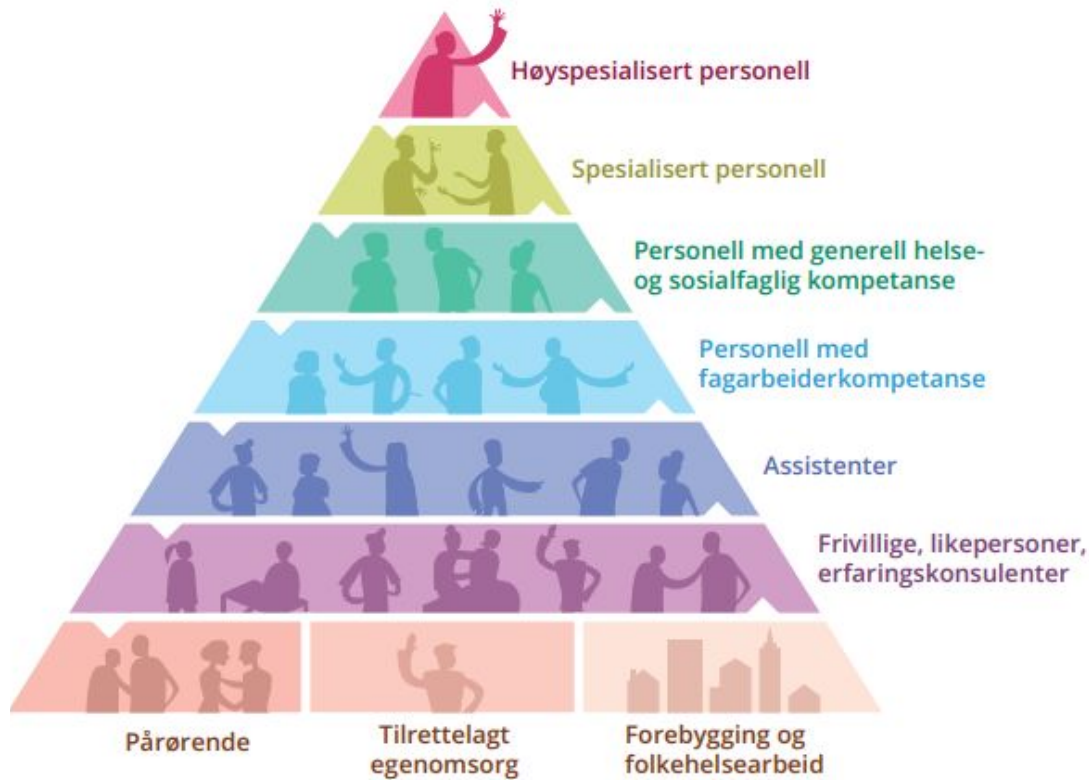 Høyspesialisert personell
Spesialisert personell
Personell med generell helse-
og sosialfaglig kompetanse
Personell med
fagarbeiderkompetanse
Assistenter
Frivillige, likepersoner,
erfaringskonsulenter
Pårørende
Tilrettelagt
egenomsorg
Forebygging og
folkehelsearbeid